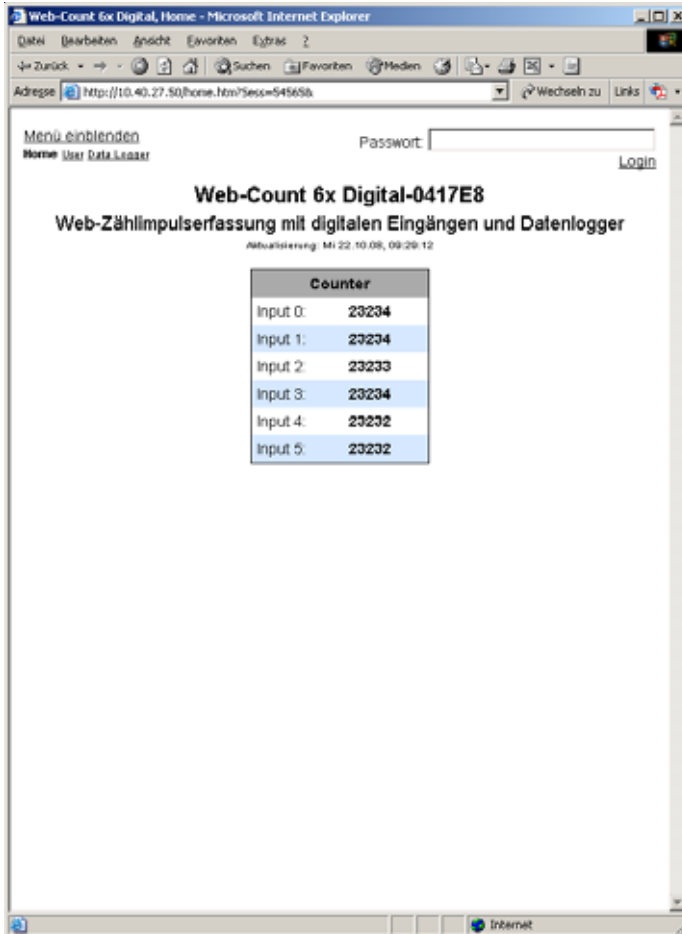 Web-Count 6x Digital, Home - Microsoft Internet Explorer
Datei Bearbeiten Ansicht Favoriten Extras ?
Zurück Suchen Favoriten Medien
Adresse http://10.40.27.50/home.htm?Sess=54565& Wechseln zu Links
Menü einblenden
Passwort:
Home User Data Logger
Login
Web-Count 6x Digital-0417E8
Web-Zählimpulserfassung mit digitalen Eingängen und Datenlogger
Aktualisierung: Mi 22.10.08, 09:29:12
Counter
Input 0: 23234
Input 1: 23234
Input 2: 23233
Input 3: 23234
Input 4: 23232
Input 5: 23232
Internet